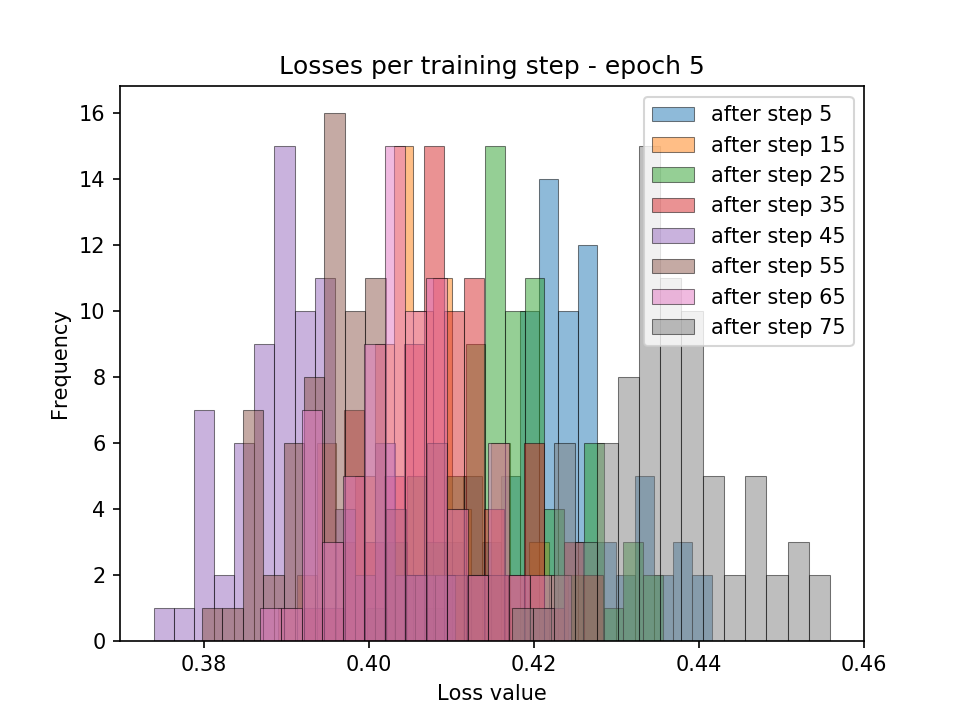 Losses per training step - epoch 5
after step 5
after step 15
after step 25
after step 35
after step 45
after step 55
after step 65
after step 75
16
14
12
10
8
6
4
2
0
Frequency
0.38 0.40 0.42 0.44 0.46
Loss value